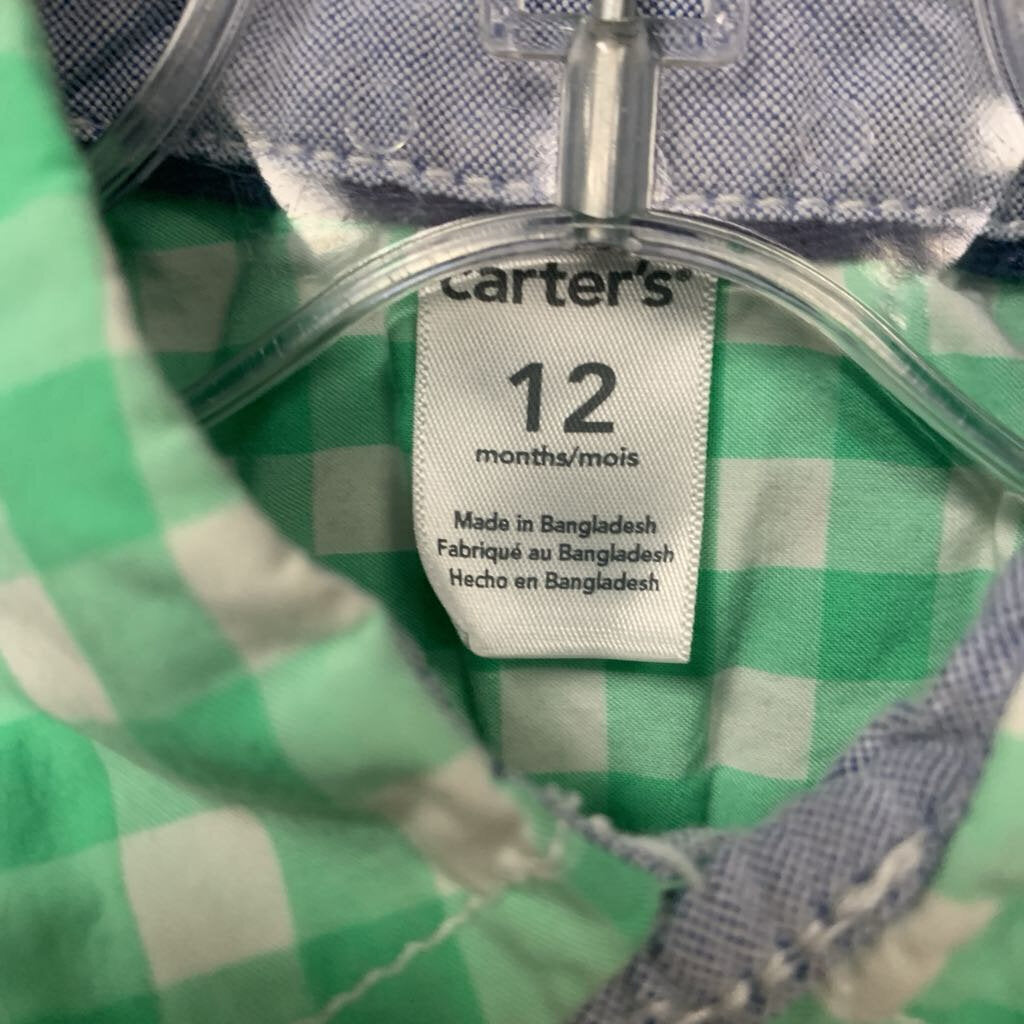 carter's®
12
months/mois
Made in Bangladesh
Fabriqué au Bangladesh
Hecho en Bangladesh